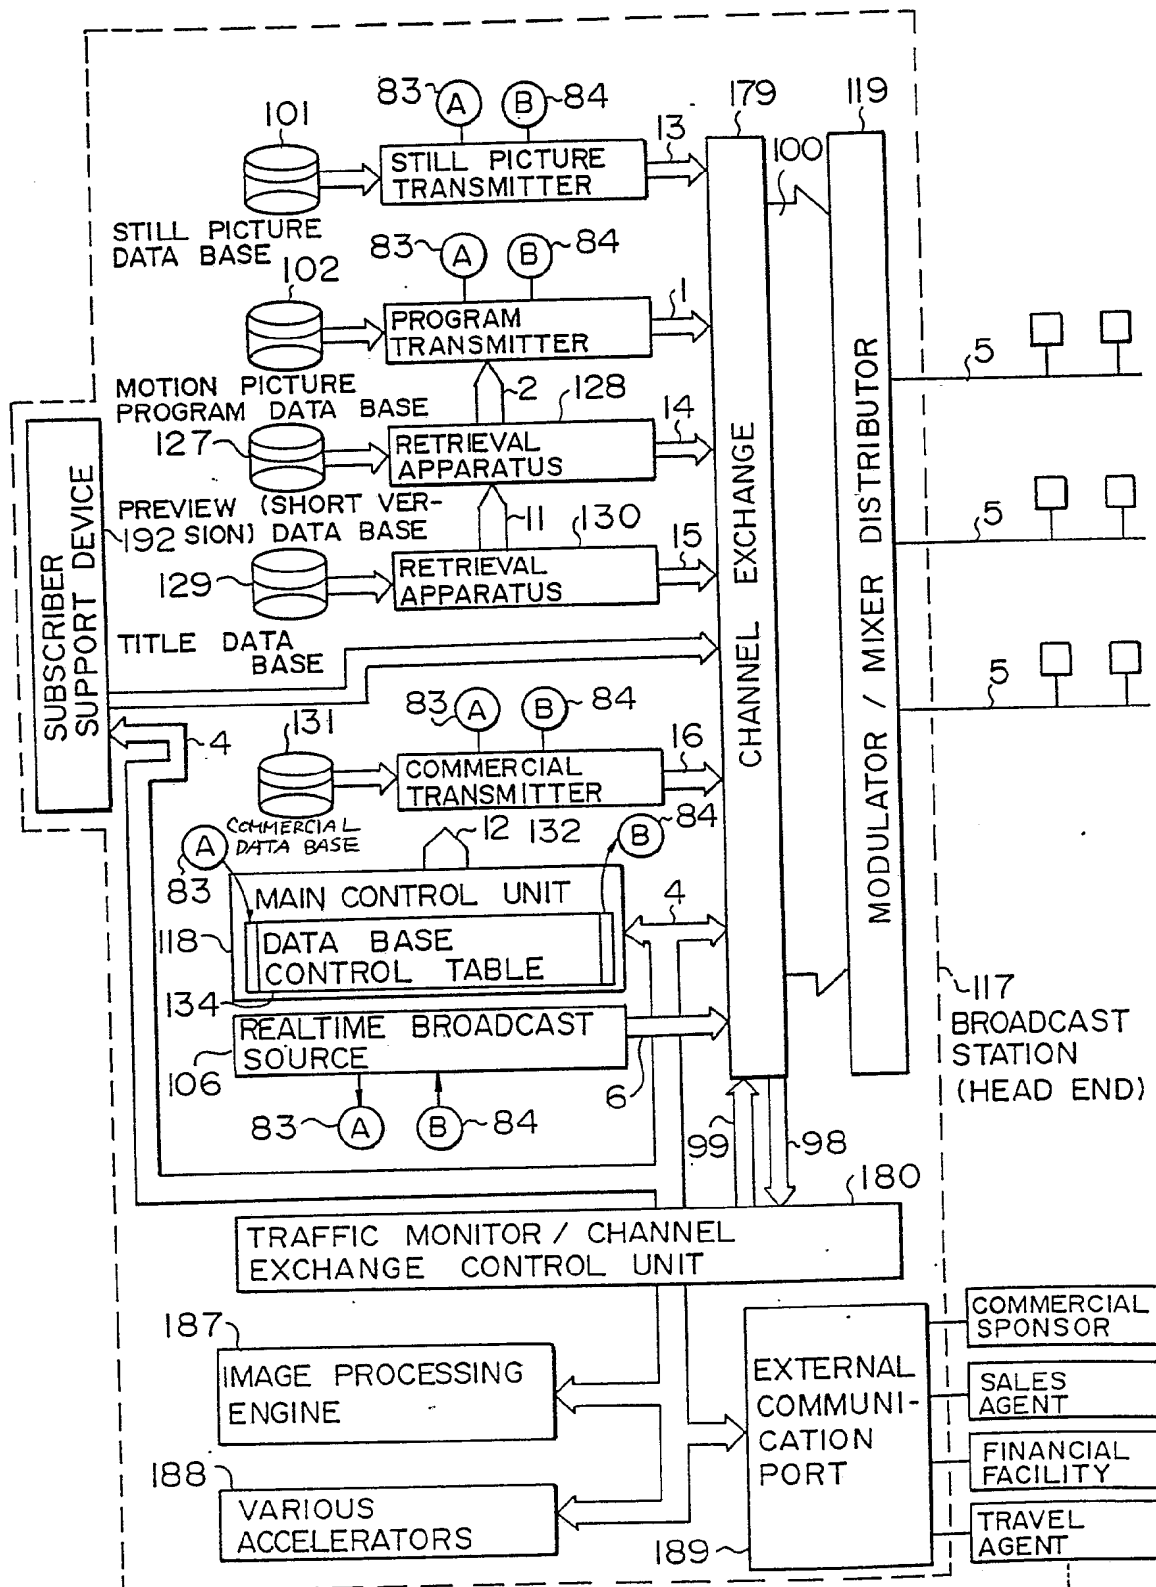 83 A B 84
179
119
101
13
100
STILL PICTURE
TRANSMITTER
STILL PICTURE
DATA BASE
83 A B 84
102
1
PROGRAM
TRANSMITTER
MOTION PICTURE
PROGRAM DATA BASE
2
128
127
14
RETRIEVAL
APPARATUS
PREVIEW (SHORT VER-
SION) DATA BASE
192
11
130
129
15
RETRIEVAL
APPARATUS
TITLE DATA
BASE
SUBSCRIBER
SUPPORT DEVICE
CHANNEL EXCHANGE
MODULATOR / MIXER DISTRIBUTOR
5
5
5
4
131
83 A B 84
16
COMMERCIAL
TRANSMITTER
COMMERCIAL
DATA BASE
12
132
B 84
A
83
MAIN CONTROL UNIT
118
DATA BASE
CONTROL TABLE
134
4
REALTIME BROADCAST
SOURCE
106
6
83 A B 84
99
98
117
BROADCAST
STATION
(HEAD END)
180
TRAFFIC MONITOR / CHANNEL
EXCHANGE CONTROL UNIT
187
IMAGE PROCESSING
ENGINE
188
VARIOUS
ACCELERATORS
EXTERNAL
COMMUNI-
CATION
PORT
189
COMMERCIAL
SPONSOR
SALES
AGENT
FINANCIAL
FACILITY
TRAVEL
AGENT